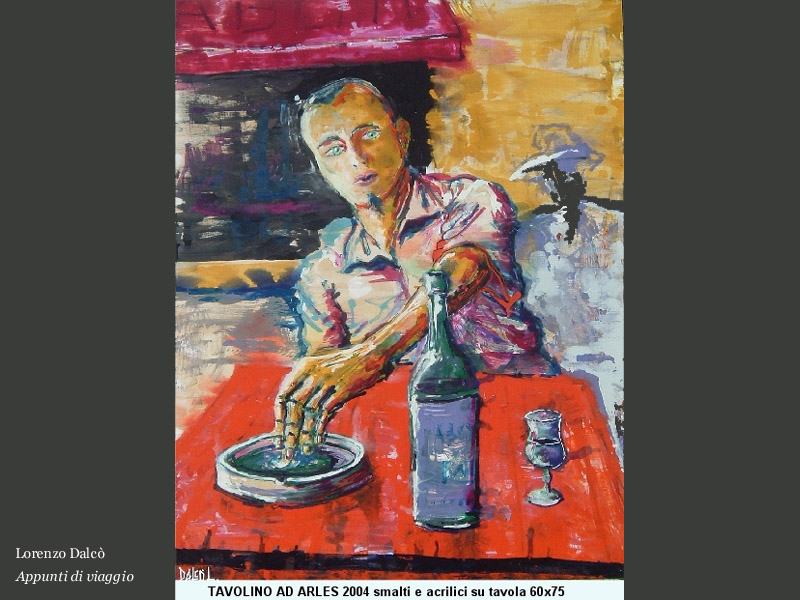 Lorenzo Dalcò
Appunti di viaggio
TAVOLINO AD ARLES 2004 smalti e acrilici su tavola 60x75